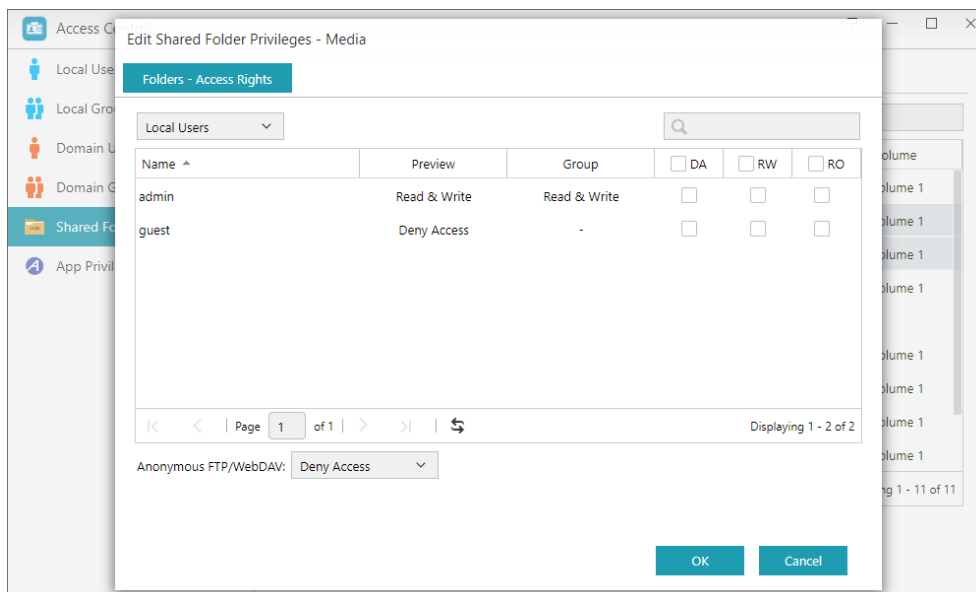 Access Co
Edit Shared Folder Privileges - Media
Local Use
Folders - Access Rights
Local Gro
Local Users
Domain U
Name Preview Group DA RW RO
olume
Domain G
admin Read & Write Read & Write
olume 1
Shared Fo
guest Deny Access -
olume 1
App Privil
olume 1
olume 1
olume 1
olume 1
Page 1 of 1 Displaying 1 - 2 of 2
olume 1
Anonymous FTP/WebDAV: Deny Access
olume 1
ng 1 - 11 of 11
OK Cancel